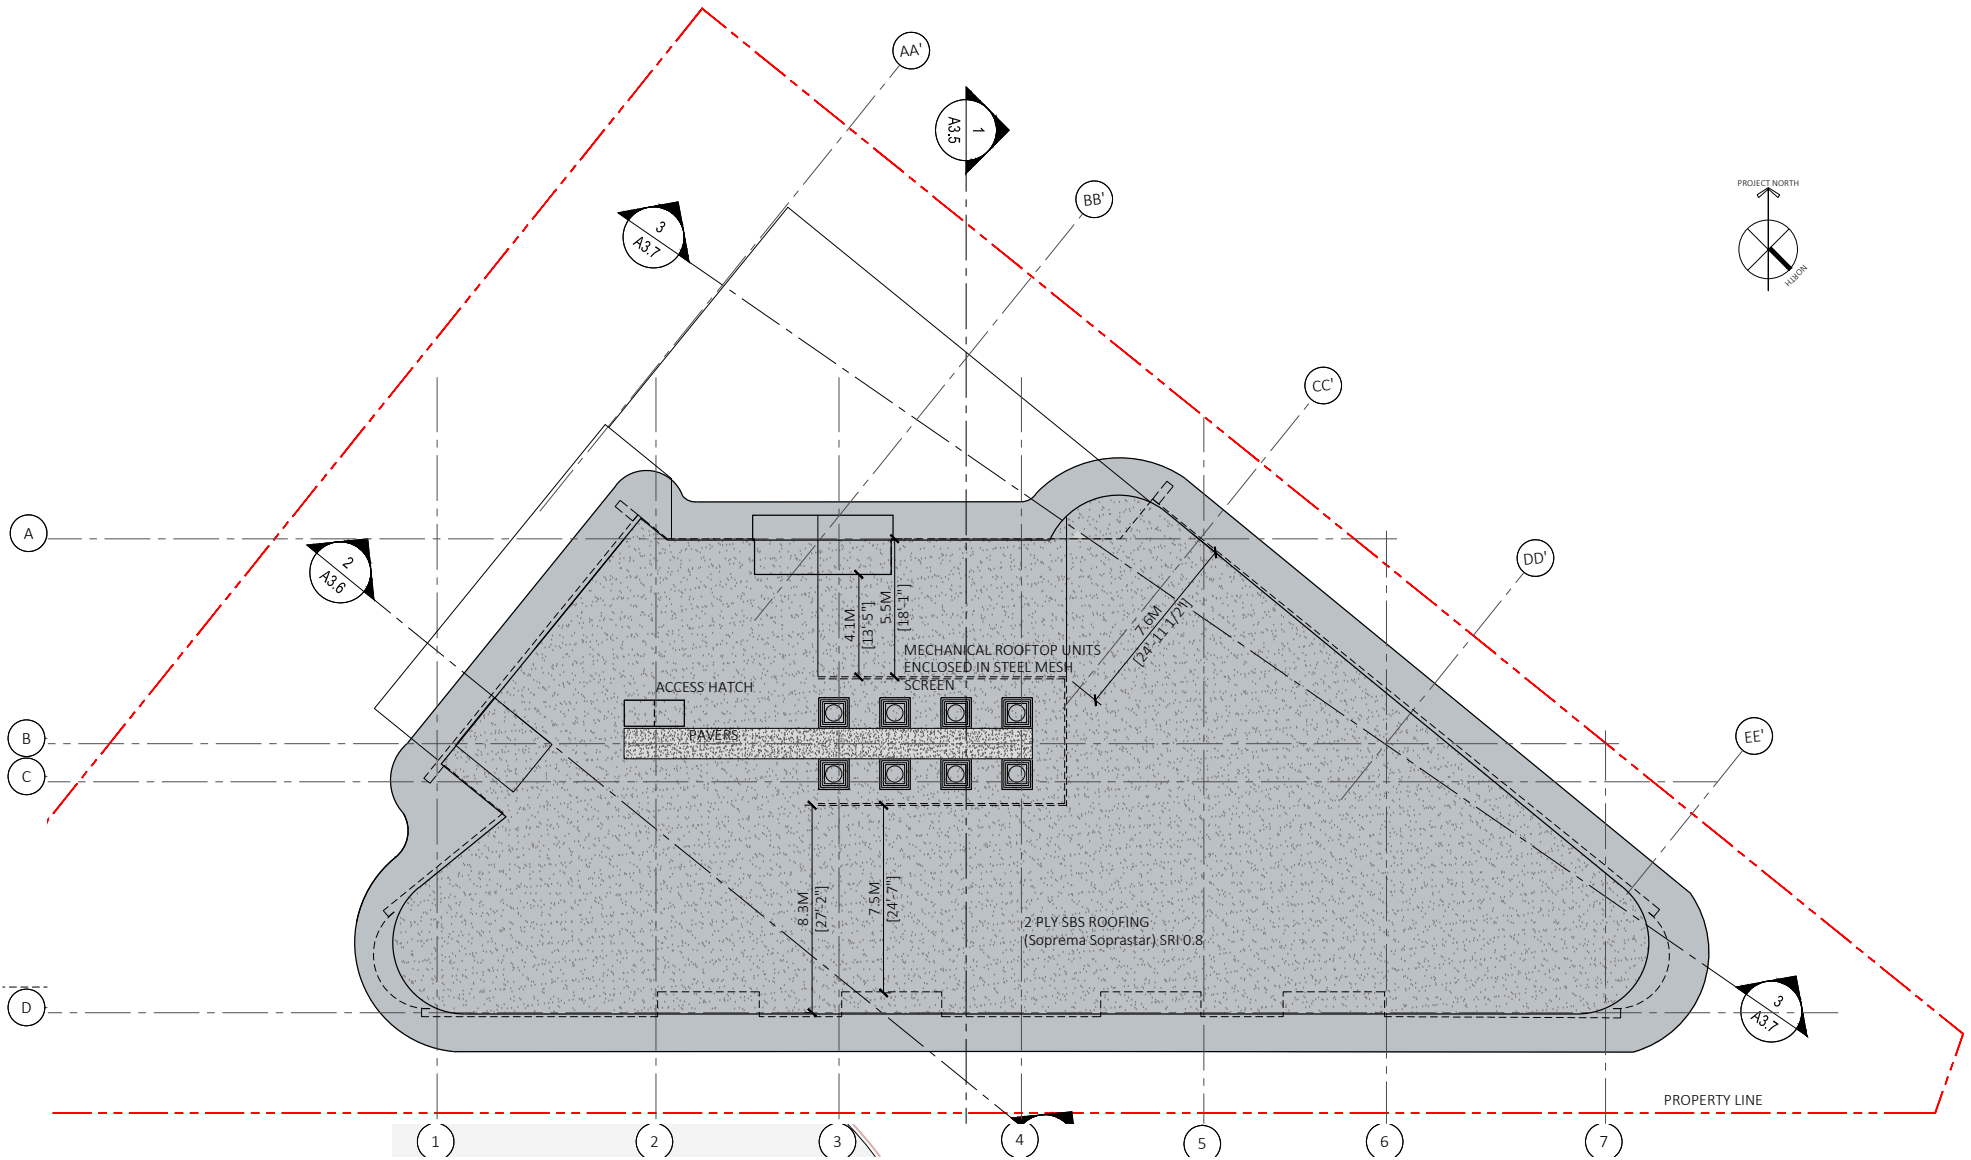 AA'
1
A3.5
PROJECT NORTH
BB'
3
A3.7
NORTH
CC'
A
2
A3.6
DD'
4.1M
[13'-5"]
5.5M
[18'-1"]
7.6M
[24'-11 1/2"]
MECHANICAL ROOFTOP UNITS
ENCLOSED IN STEEL MESH
SCREEN
ACCESS HATCH
PAVERS
B
EE'
C
8.3M
[27'-2"]
7.5M
[24'-7"]
2 PLY SBS ROOFING
(Soprema Soprastar) SRI 0.8
D
3
A3.7
PROPERTY LINE
1
2
3
4
5
6
7